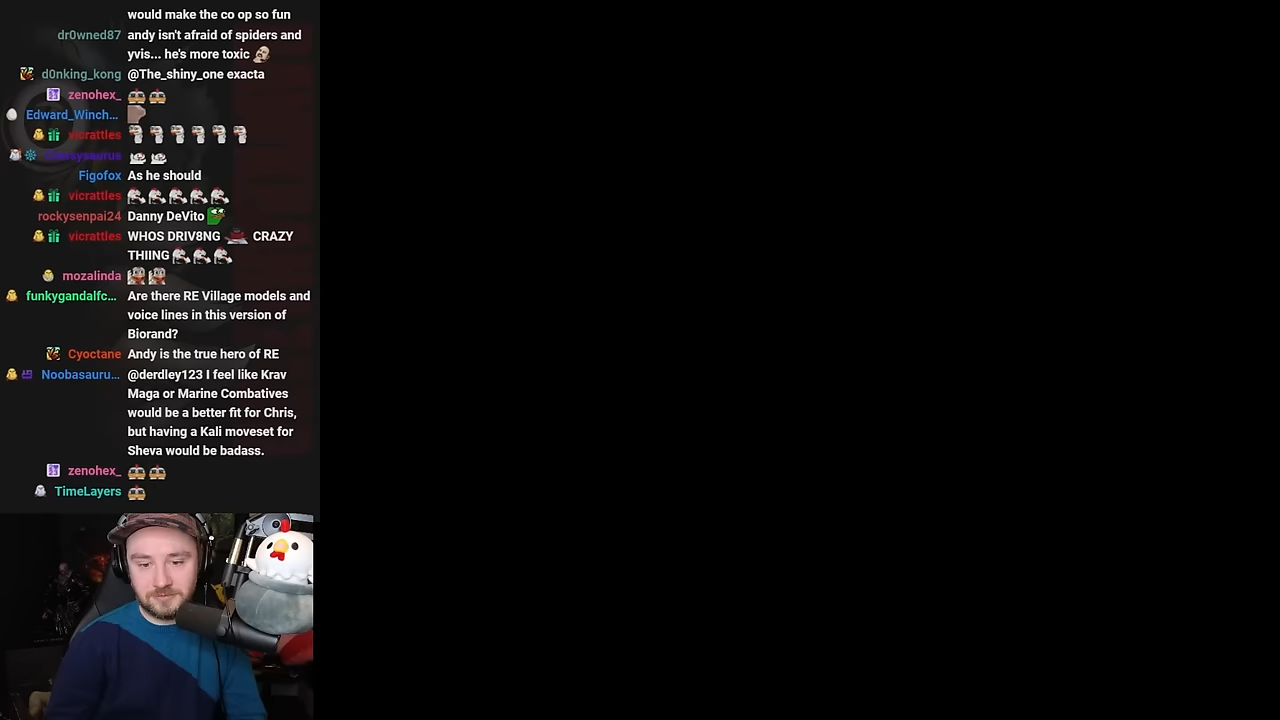 would make the co op so fun
dr0wned87 andy isn't afraid of spiders and
yvis... he's more toxic
d0nking_kong @The_shiny_one exacta
zenohex_
Edward_Winch...
vicrattles
Figofox As he should
vicrattles
rockysenpai24 Danny DeVito
vicrattles WHOS DRIV8NG CRAZY
THIING
mozalinda
funkygandalfc... Are there RE Village models and
voice lines in this version of
Biorand?
Cyoctane Andy is the true hero of RE
Noobasauru... @derdley123 I feel like Krav
Maga or Marine Combatives
would be a better fit for Chris,
but having a Kali moveset for
Sheva would be badass.
zenohex_
TimeLayers